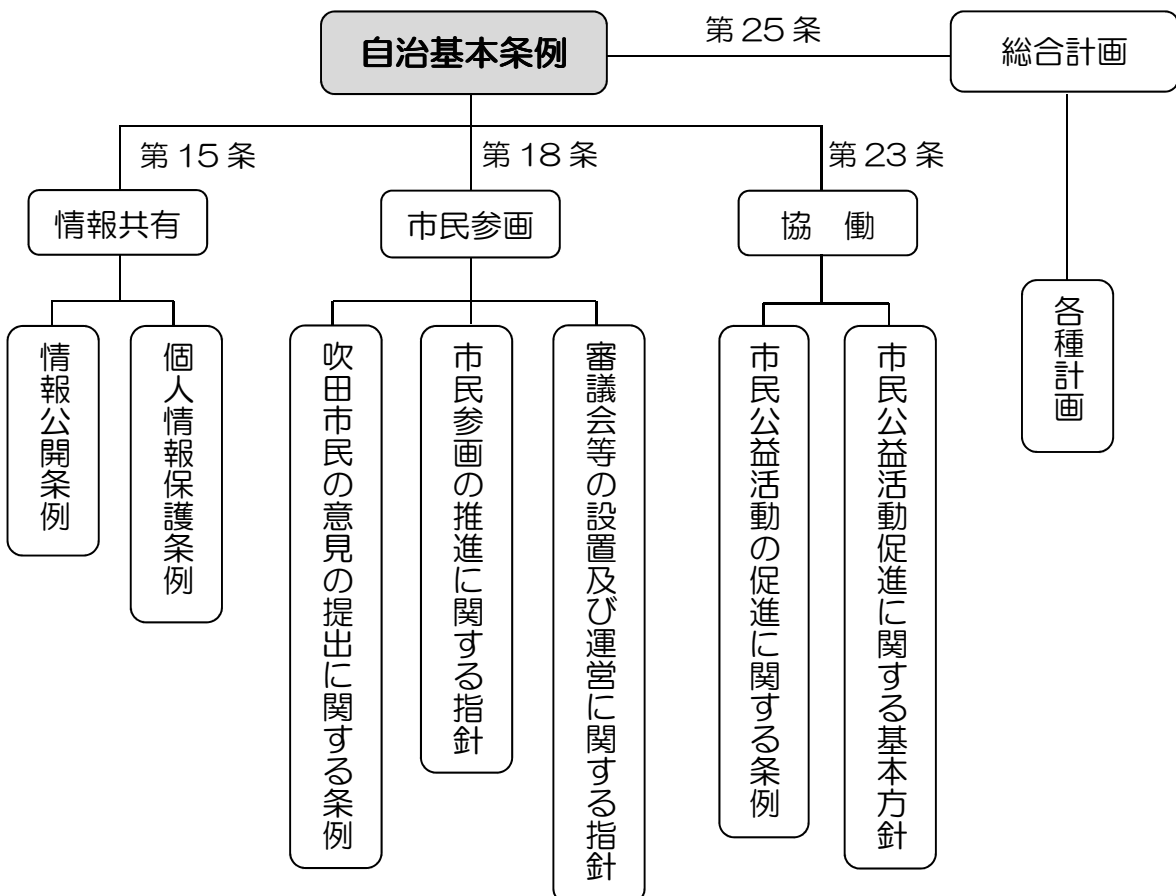 自治基本条例
第25条
総合計画
第15条
第18条
第23条
情報共有
市民参画
協　働
各種計画
情報公開条例
個人情報保護条例
吹田市民の意見の提出に関する条例
市民参画の推進に関する指針
審議会等の設置及び運営に関する指針
市民公益活動の促進に関する条例
市民公益活動促進に関する基本方針